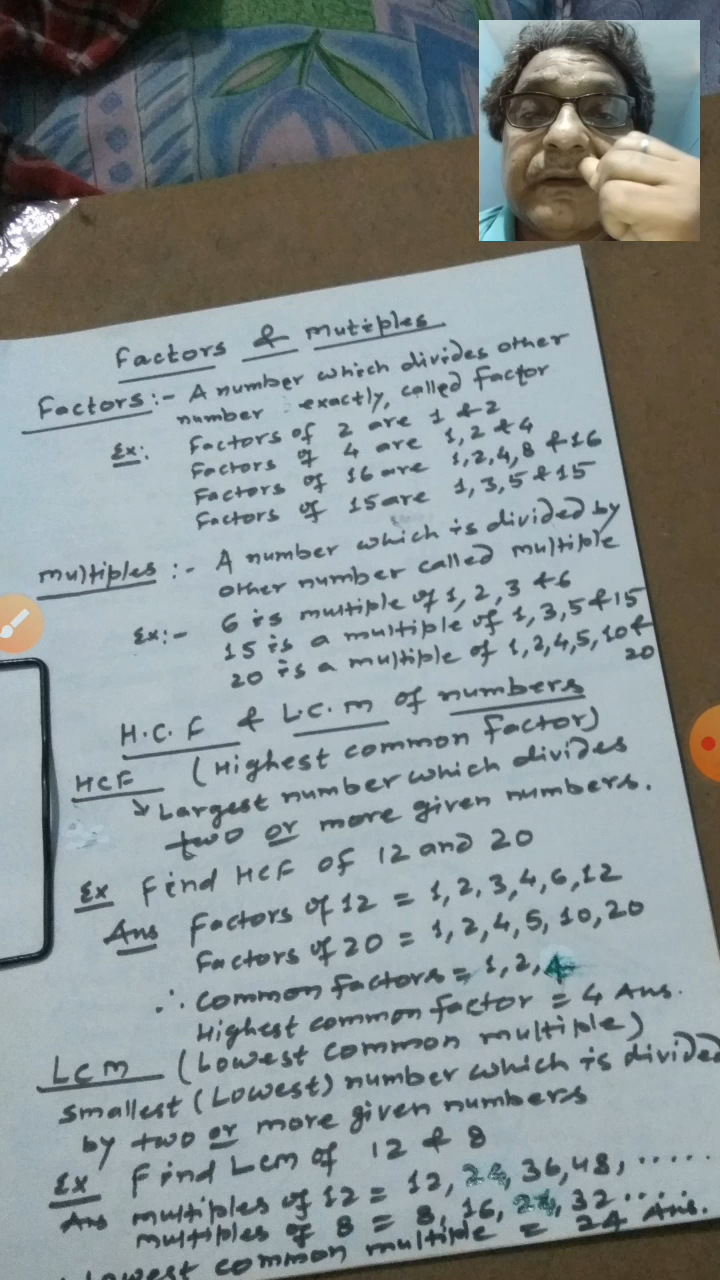 Factors & Mutiples
Factors :- A number which divides other
number exactly, called factor
Ex: Factors of 2 are 1 & 2
Factors of 4 are 1, 2 & 4
Factors of 16 are 1, 2, 4, 8 & 16
Factors of 15 are 1, 3, 5 & 15
Multiples :- A number which is divided by
other number called multiple
Ex:- 6 is multiple of 1, 2, 3 & 6
15 is a multiple of 1, 3, 5 & 15
20 is a multiple of 1, 2, 4, 5, 10 &
20
H.C.F & L.C.M of numbers
HCF (Highest common factor)
↳ Largest number which divides
two or more given numbers.
Ex Find HCF of 12 and 20
Ans Factors of 12 = 1, 2, 3, 4, 6, 12
Factors of 20 = 1, 2, 4, 5, 10, 20
∴ common factors = 1, 2, 4
Highest common factor = 4 Ans.
LCM (Lowest common multiple)
smallest (Lowest) number which is divided
by two or more given numbers
Ex Find Lcm of 12 & 8
Ans multiples of 12 = 12, 24, 36, 48, .....
multiples of 8 = 8, 16, 24, 32 .....
Lowest common multiple = 24 Ans.